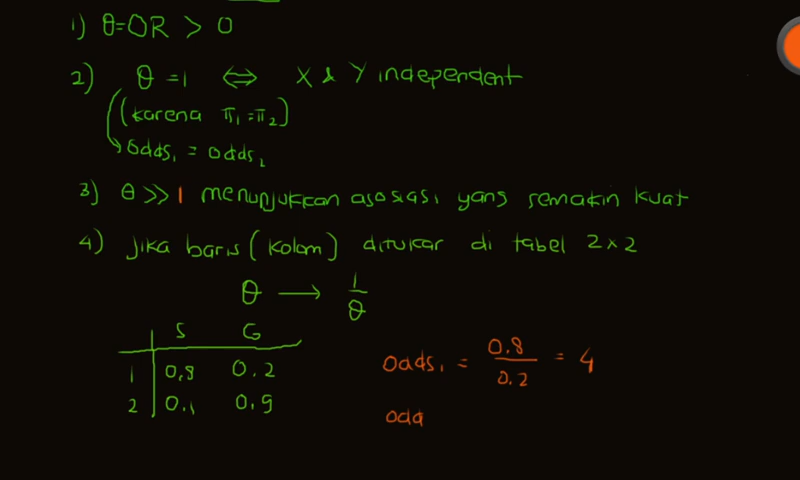 1) θ=OR > 0
2) θ =1 ⇔ X & Y independent
(karena π₁=π₂)
↳ odds₁ = odds₂
3) θ >> 1 menunjukkan asosiasi yang semakin kuat
4) Jika baris (kolom) ditukar di tabel 2×2
θ → 1/θ
S G
1 0,8 0.2
2 0.1 0,9
odds₁ = 0.8/0.2 = 4
odd